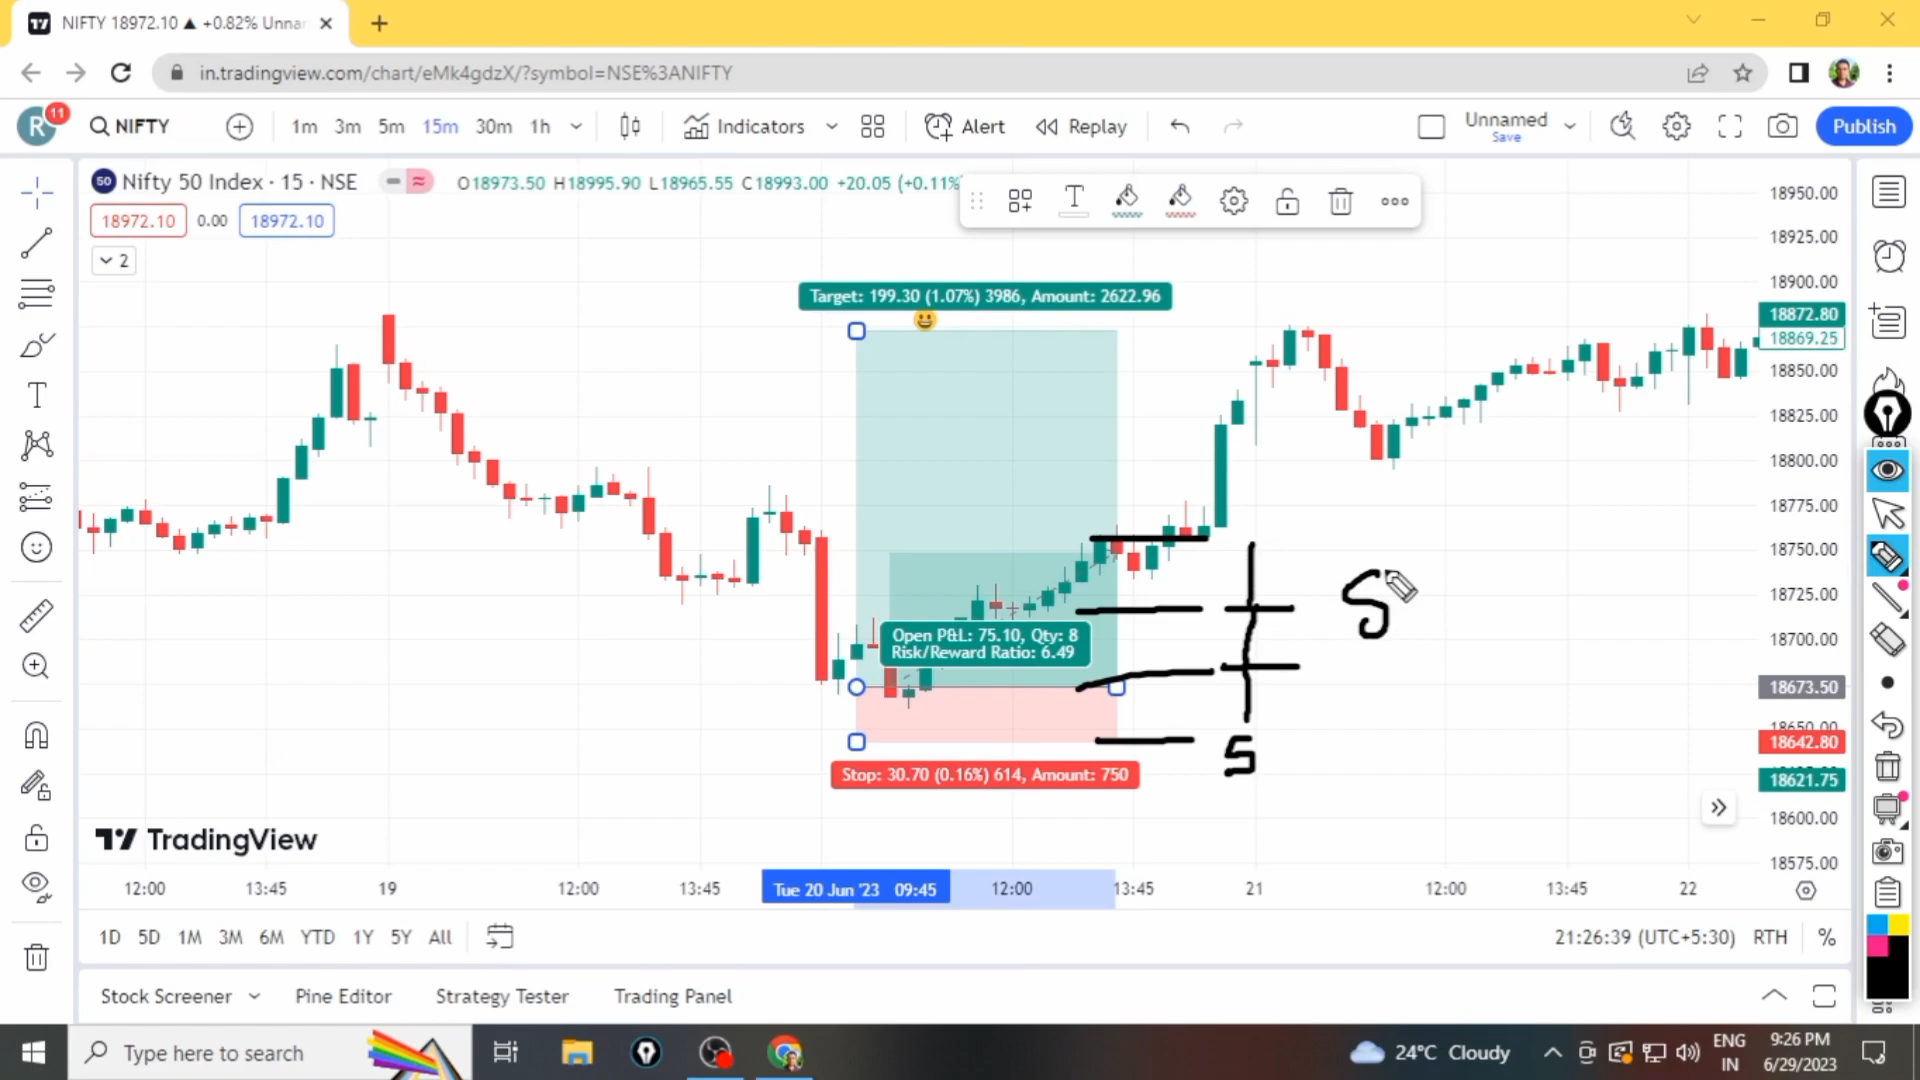 NIFTY 18972.10 ▲ +0.82% Unna
in.tradingview.com/chart/eMk4gdzX/?symbol=NSE%3ANIFTY
R 11 NIFTY 1m 3m 5m 15m 30m 1h Indicators Alert Replay Unnamed Save Publish
50 Nifty 50 Index · 15 · NSE O18973.50 H18995.90 L18965.55 C18993.00 +20.05 (+0.11%
18972.10 0.00 18972.10
2
T
Target: 199.30 (1.07%) 3986, Amount: 2622.96
Open P&L: 75.10, Qty: 8
Risk/Reward Ratio: 6.49
Stop: 30.70 (0.16%) 614, Amount: 750
S
S
18950.00
18925.00
18900.00
18872.80
18869.25
18850.00
18825.00
18800.00
18775.00
18750.00
18725.00
18700.00
18673.50
18650.00
18642.80
18621.75
18600.00
18575.00
TradingView
12:00 13:45 19 12:00 13:45 Tue 20 Jun '23 09:45 12:00 13:45 21 12:00 13:45 22
1D 5D 1M 3M 6M YTD 1Y 5Y All 21:26:39 (UTC+5:30) RTH %
Stock Screener Pine Editor Strategy Tester Trading Panel
Type here to search 24°C Cloudy ENG IN 9:26 PM 6/29/2023